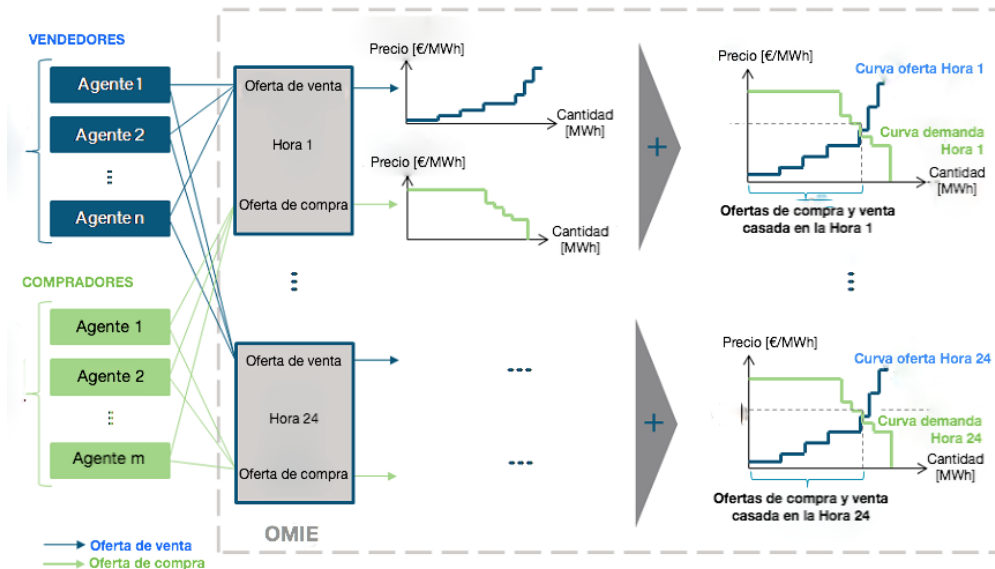 VENDEDORES
Agente 1
Agente 2
...
Agente n
COMPRADORES
Agente 1
Agente 2
...
Agente m
Oferta de venta
Oferta de compra
Oferta de venta
Hora 1
Oferta de compra
...
Oferta de venta
Hora 24
Oferta de compra
OMIE
Precio [€/MWh]
Cantidad
[MWh]
Precio [€/MWh]
Cantidad
[MWh]
...
...
+
+
Precio [€/MWh]
Curva oferta Hora 1
Curva demanda
Hora 1
Cantidad
[MWh]
Ofertas de compra y venta
casada en la Hora 1
...
Precio [€/MWh]
Curva oferta Hora 24
Curva demanda
Hora 24
Cantidad
[MWh]
Ofertas de compra y venta
casada en la Hora 24